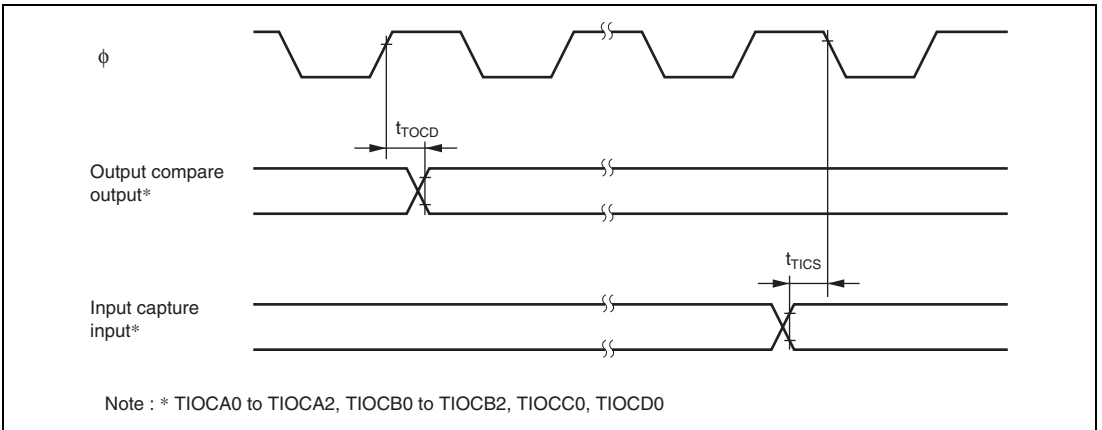 ϕ
tTOCD
Output compare
output*
tTICS
Input capture
input*
Note : * TIOCA0 to TIOCA2, TIOCB0 to TIOCB2, TIOCC0, TIOCD0